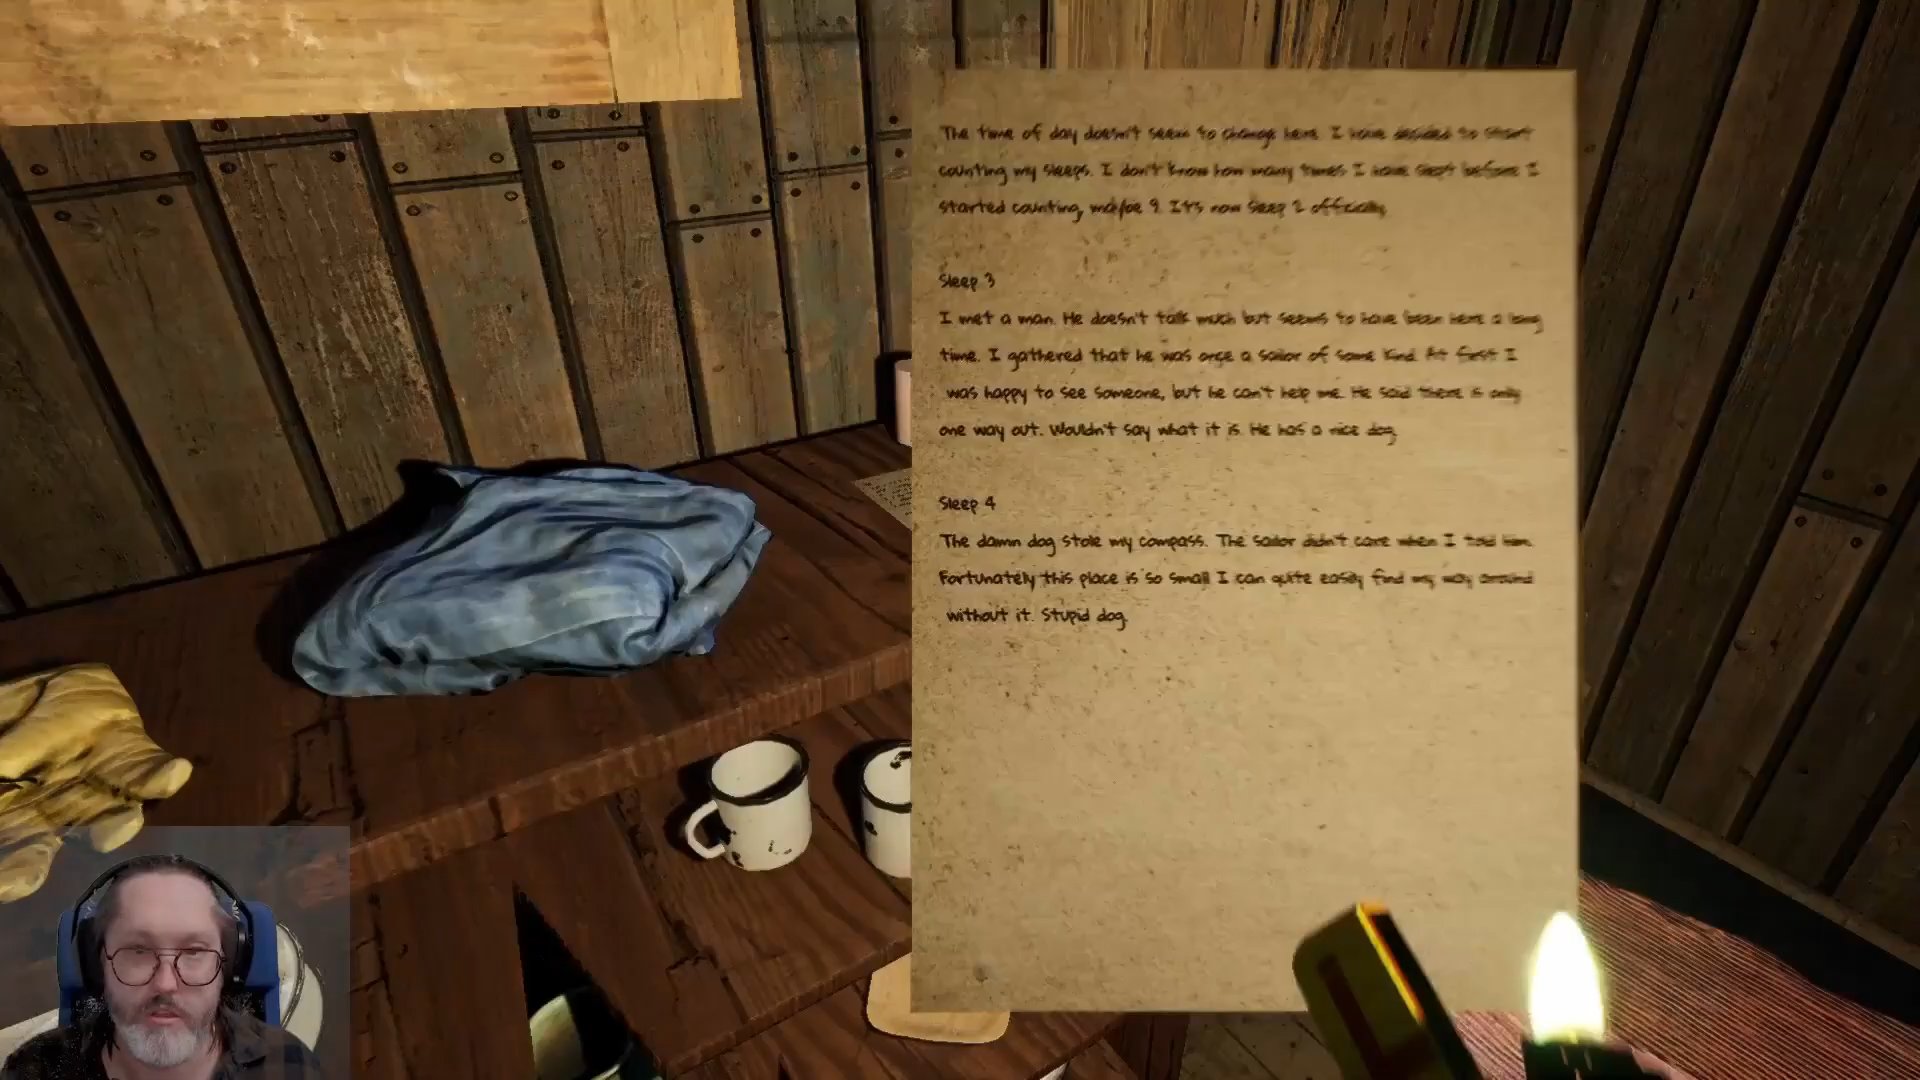 The time of day doesn't seem to change here. I have decided to start
counting my sleeps. I don't know how many times I have slept before I
started counting, maybe 9. It's now Sleep 2 officially.
Sleep 3
I met a man. He doesn't talk much but seems to have been here a long
time. I gathered that he was once a sailor of some kind. At first I
was happy to see someone, but he can't help me. He said there is only
one way out. Wouldn't say what it is. He has a nice dog.
Sleep 4
The damn dog stole my compass. The sailor didn't care when I told him.
Fortunately this place is so small I can quite easily find my way around
without it. Stupid dog.